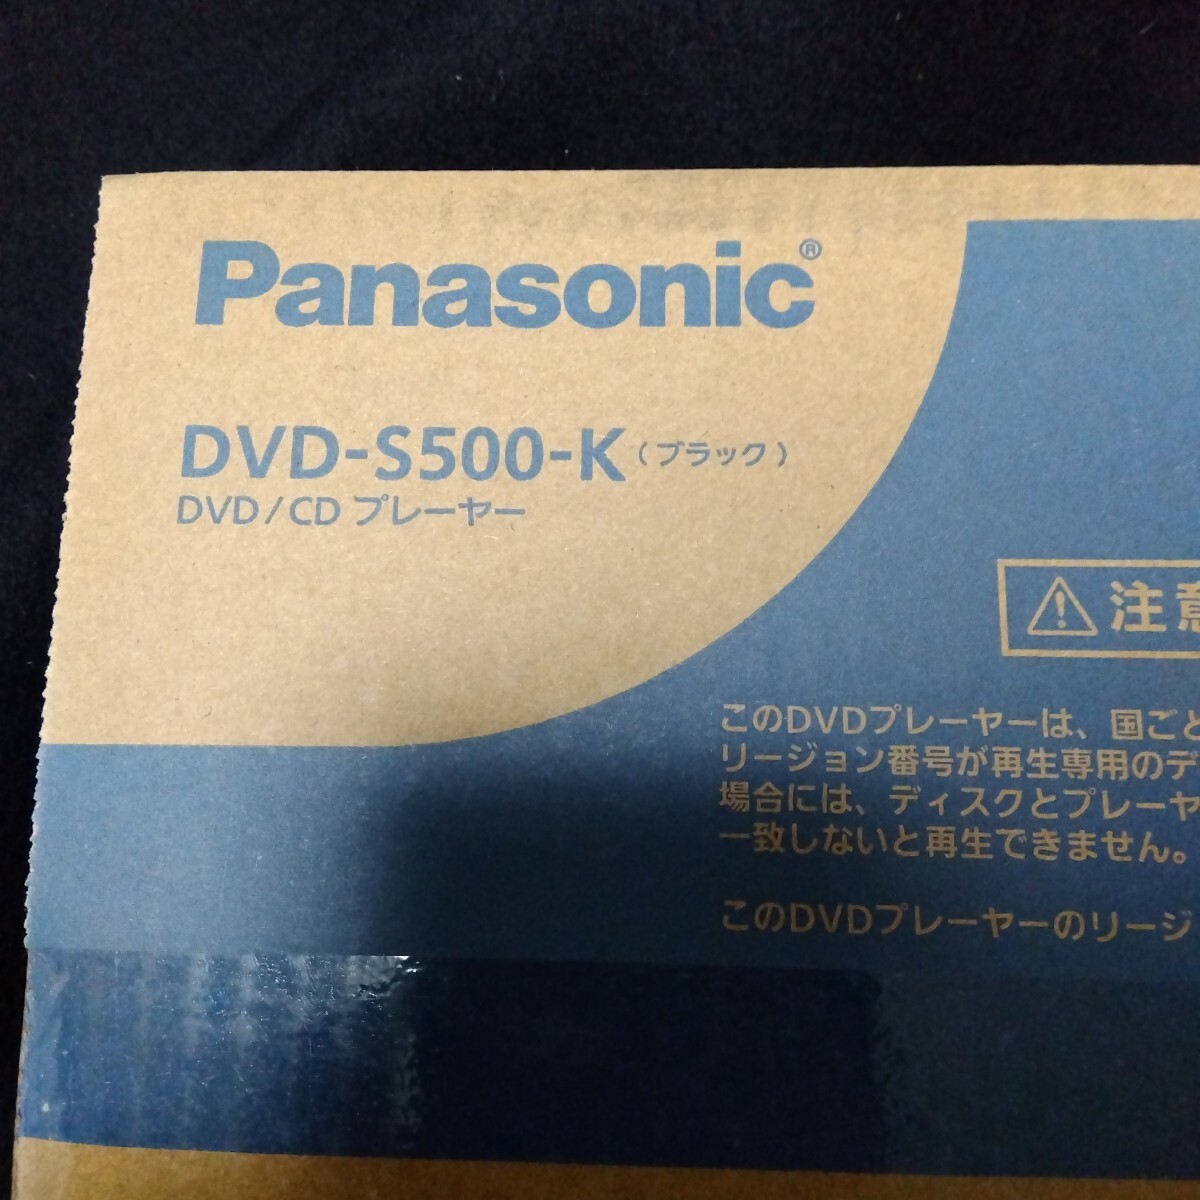 Panasonic®
DVD-S500-K（ブラック）
DVD/CD プレーヤー
注意
このDVDプレーヤーは、国ごと
リージョン番号が再生専用のデ
場合には、ディスクとプレーヤ
一致しないと再生できません。
このDVDプレーヤーのリージ